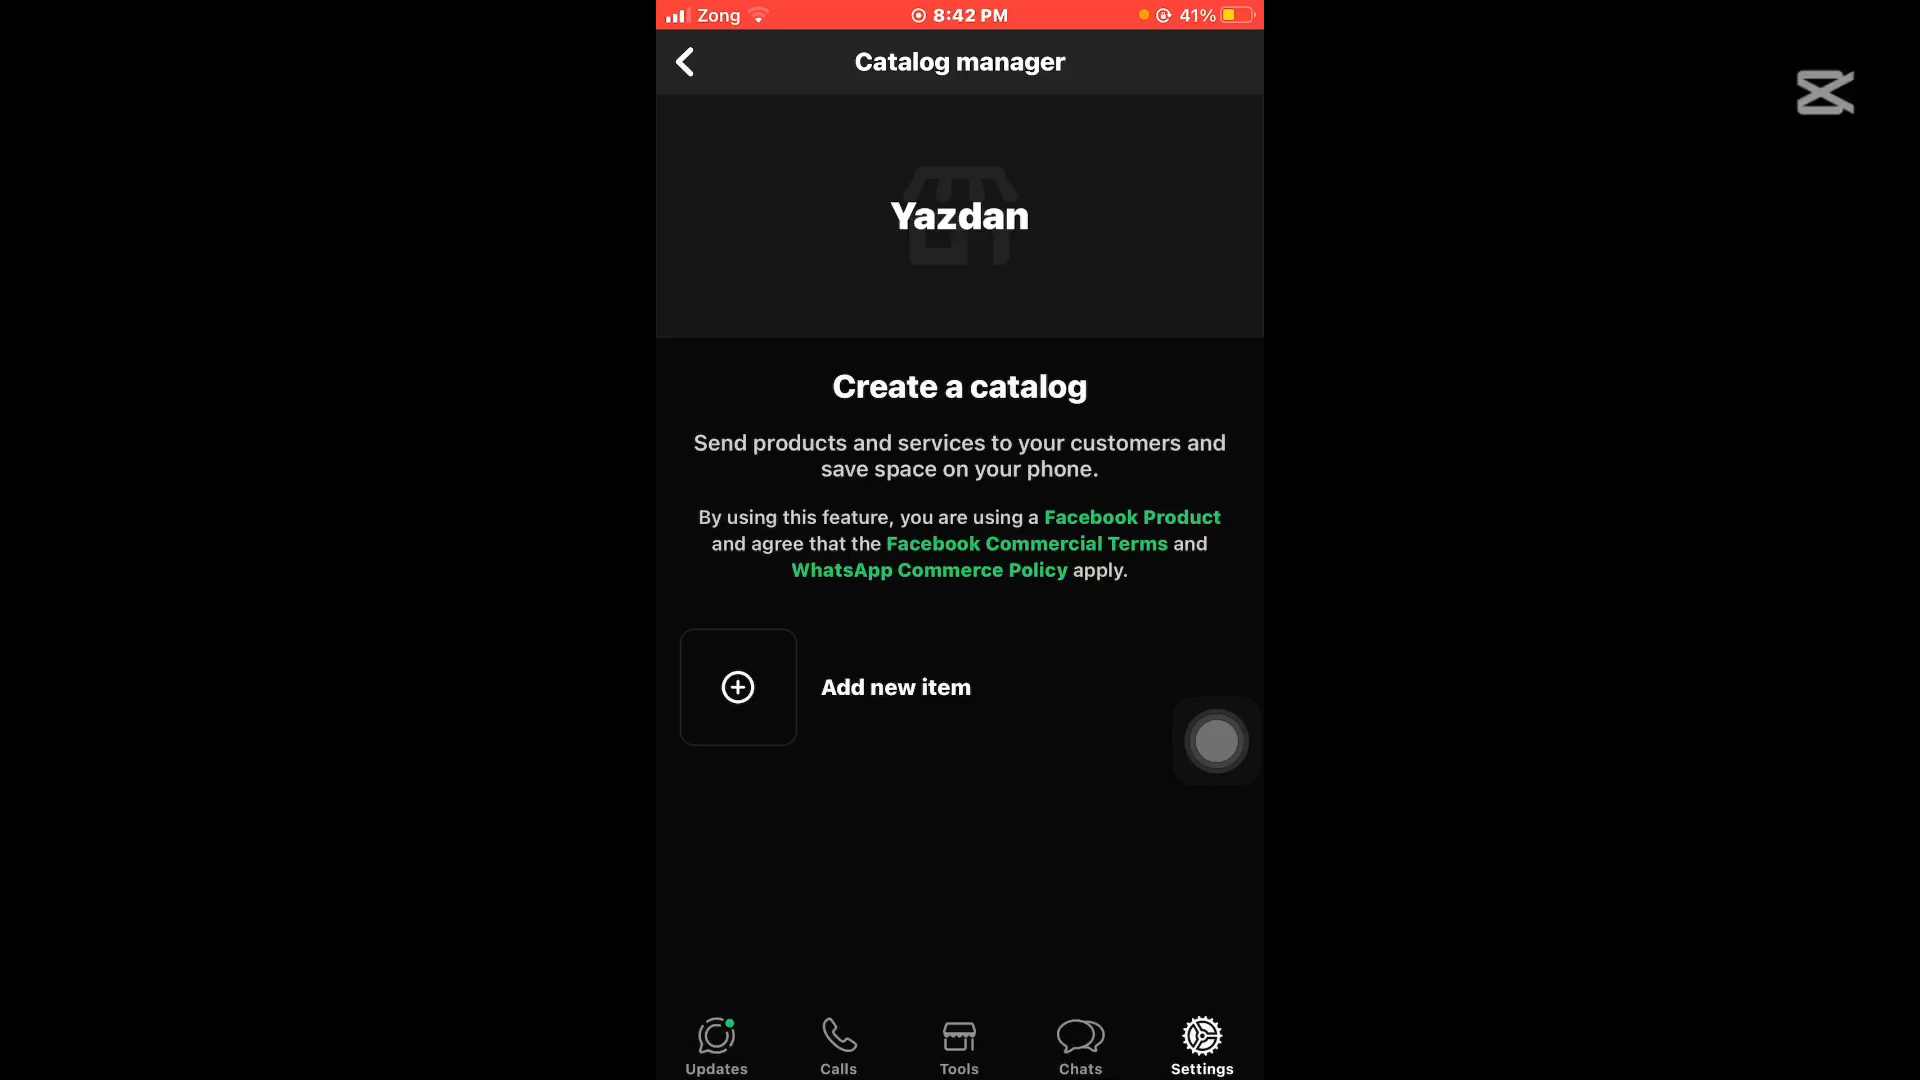 Zong
8:42 PM
41%
Catalog manager
Yazdan
Create a catalog
Send products and services to your customers and
save space on your phone.
By using this feature, you are using a Facebook Product
and agree that the Facebook Commercial Terms and
WhatsApp Commerce Policy apply.
Add new item
Updates
Calls
Tools
Chats
Settings